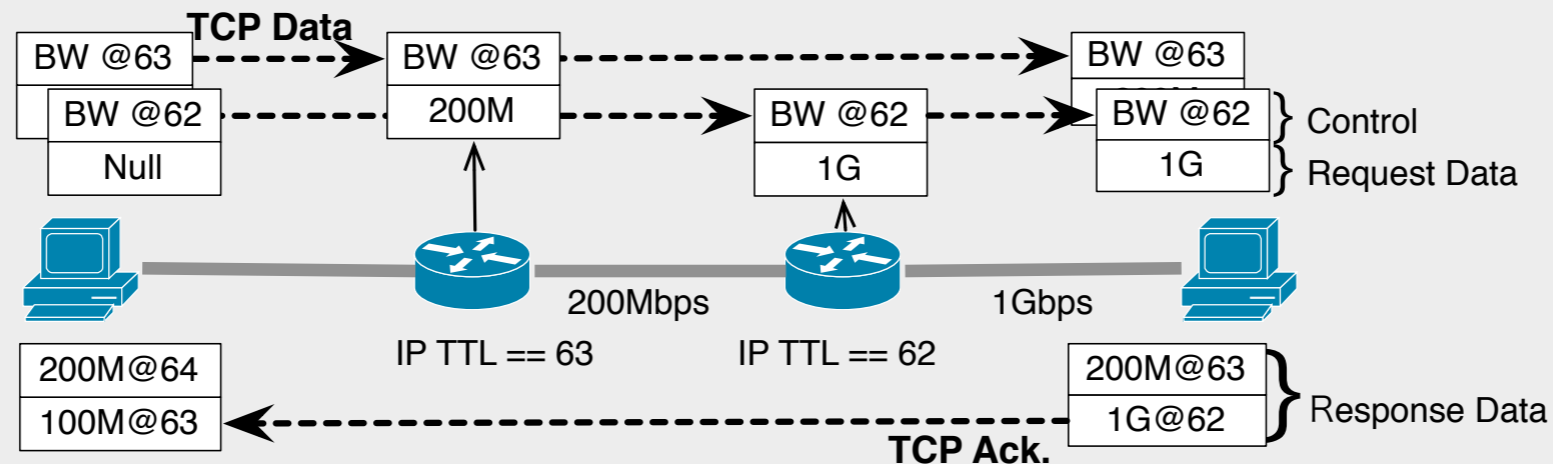 TCP Data
BW @63
BW @62
Null
BW @63
200M
BW @62
1G
BW @63
BW @62
1G
Control
Request Data
200Mbps
1Gbps
IP TTL == 63
IP TTL == 62
200M@64
100M@63
200M@63
1G@62
Response Data
TCP Ack.